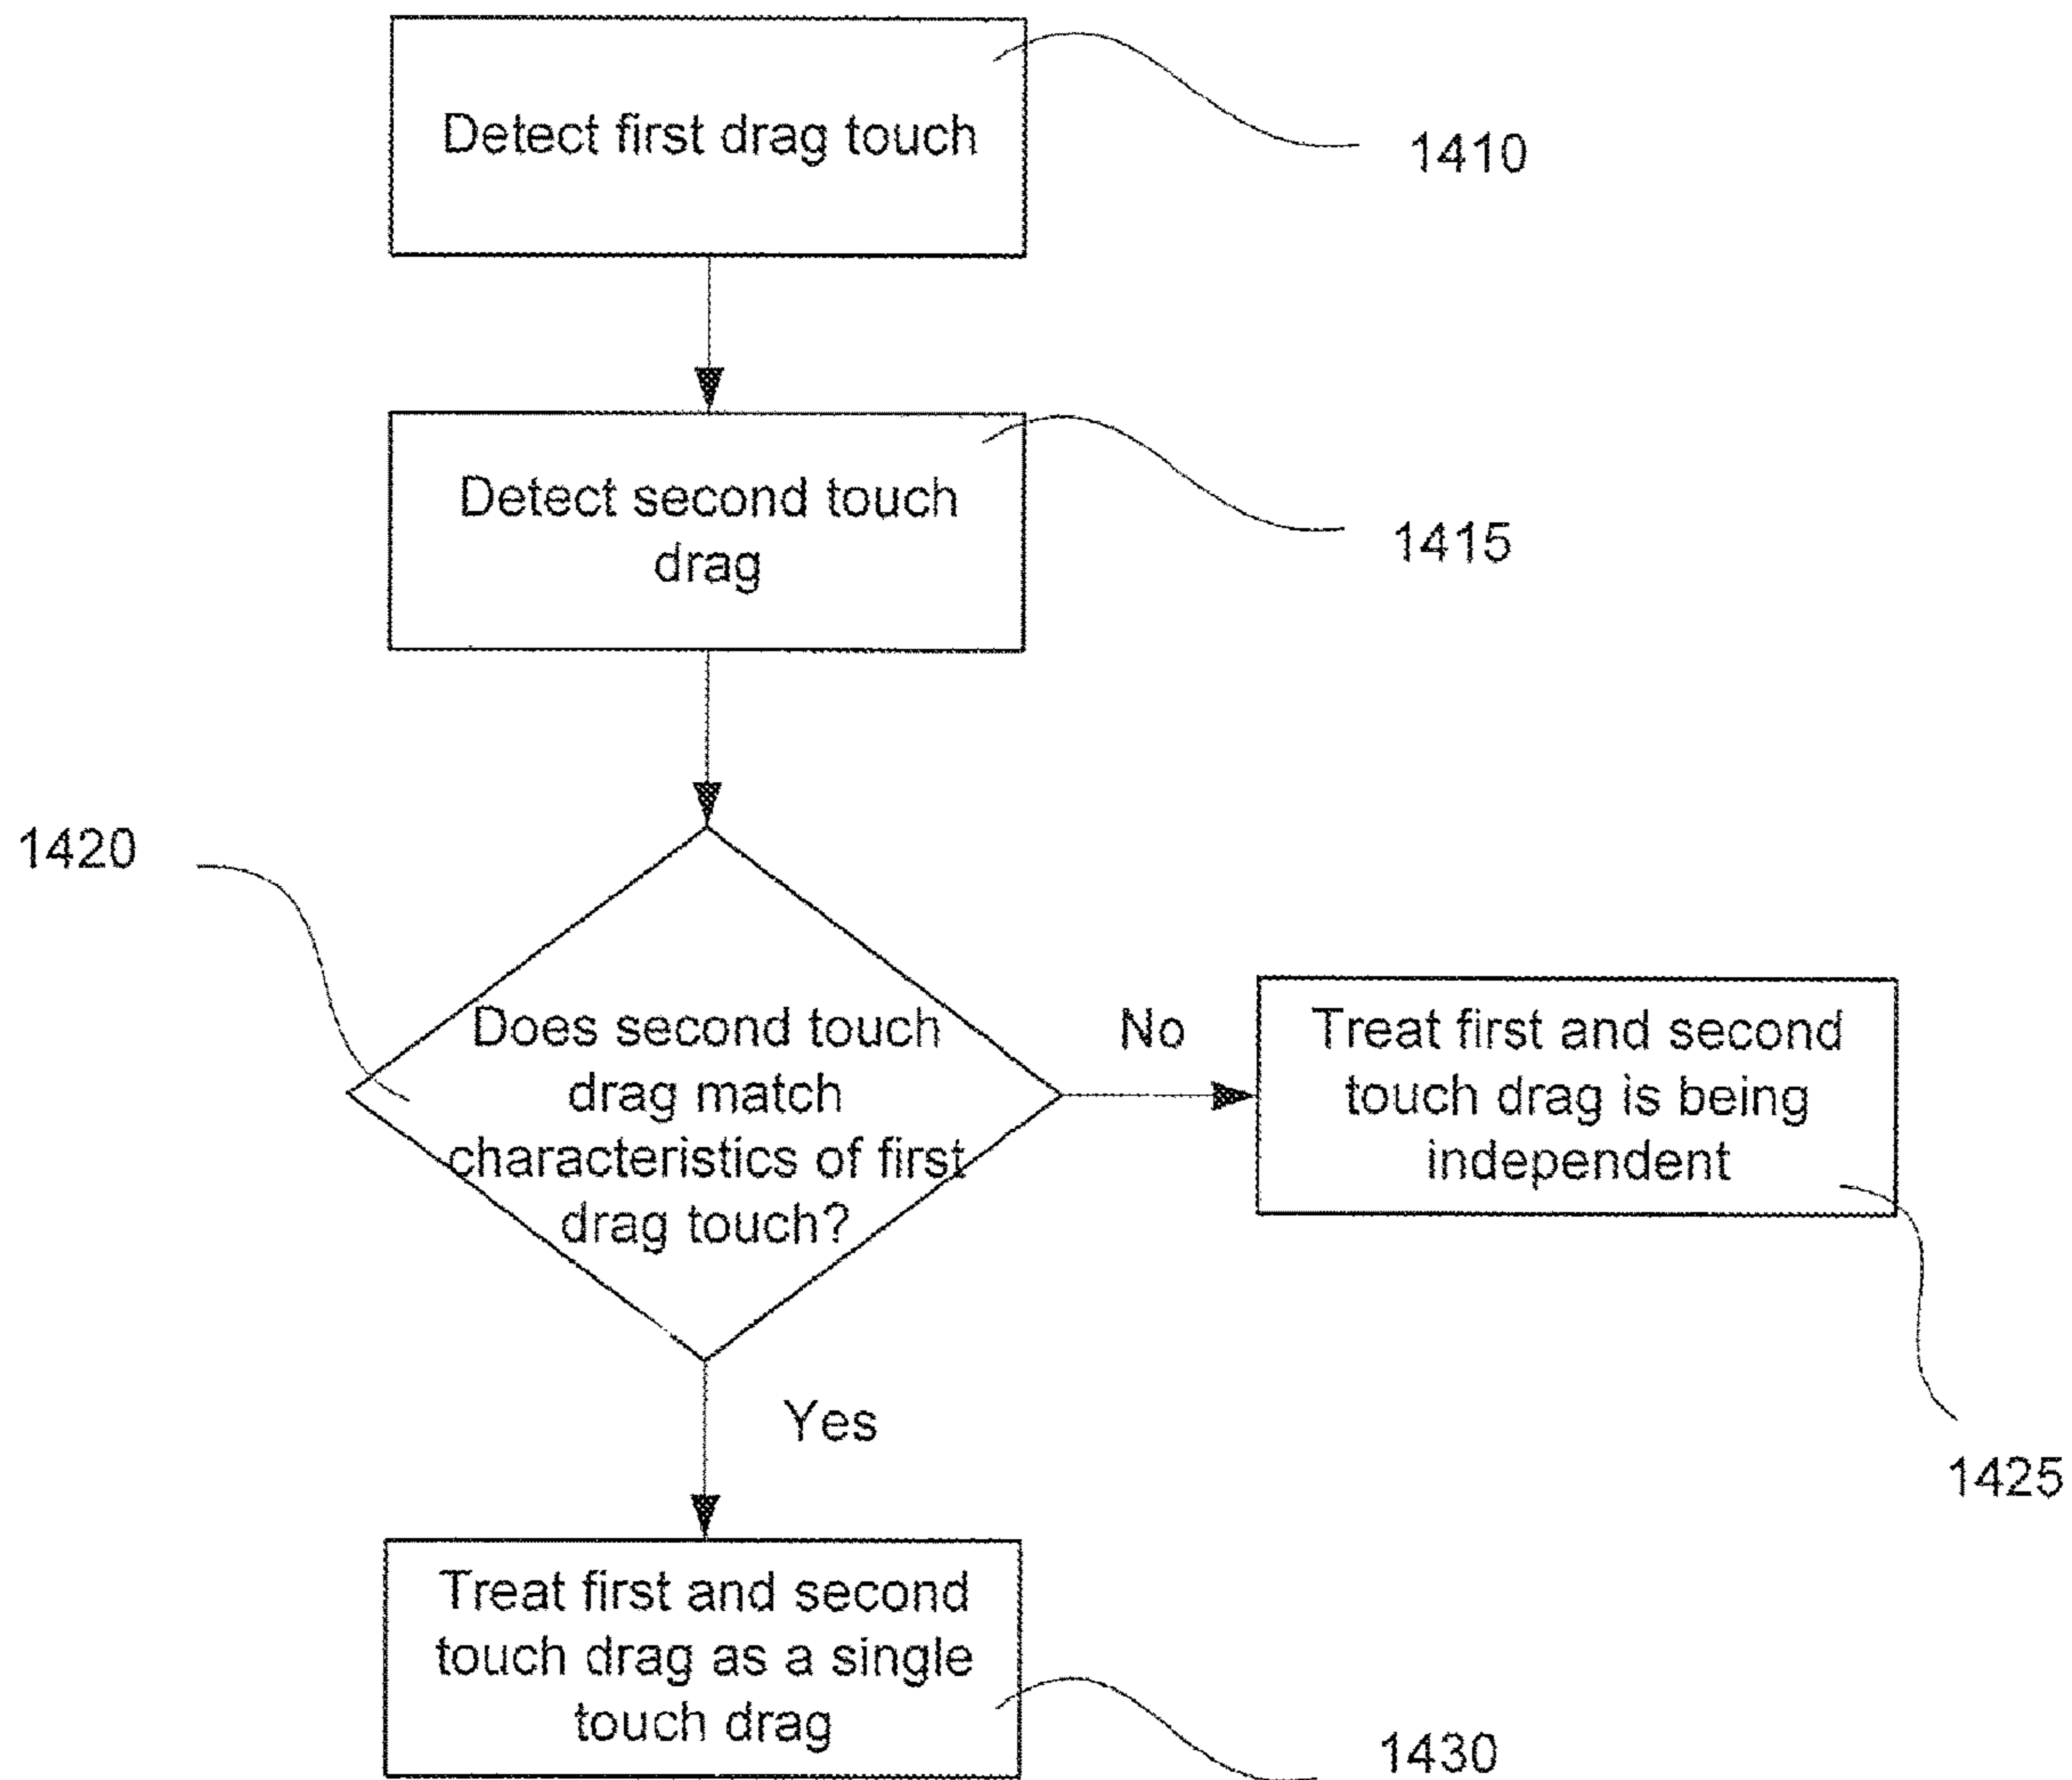 Detect first drag touch
1410
Detect second touch
drag
1415
1420
Does second touch
drag match
characteristics of first
drag touch?
No
Treat first and second
touch drag is being
independent
1425
Yes
Treat first and second
touch drag as a single
touch drag
1430